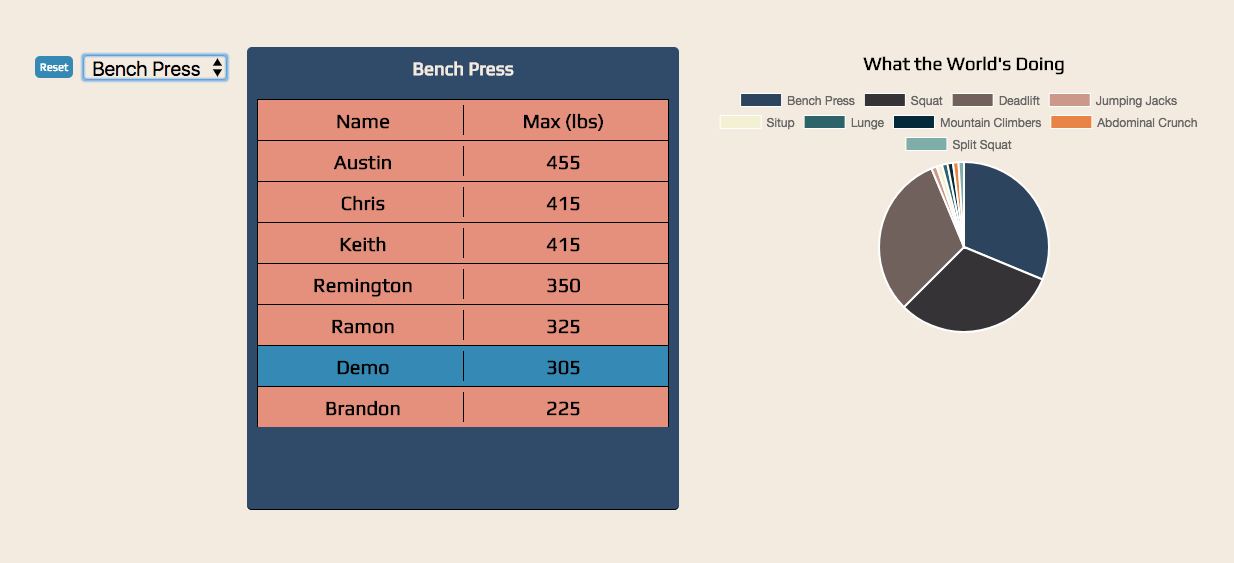 Reset
Bench Press
Bench Press
Name Max (lbs)
Austin 455
Chris 415
Keith 415
Remington 350
Ramon 325
Demo 305
Brandon 225
What the World's Doing
Bench Press Squat Deadlift Jumping Jacks
Situp Lunge Mountain Climbers Abdominal Crunch
Split Squat